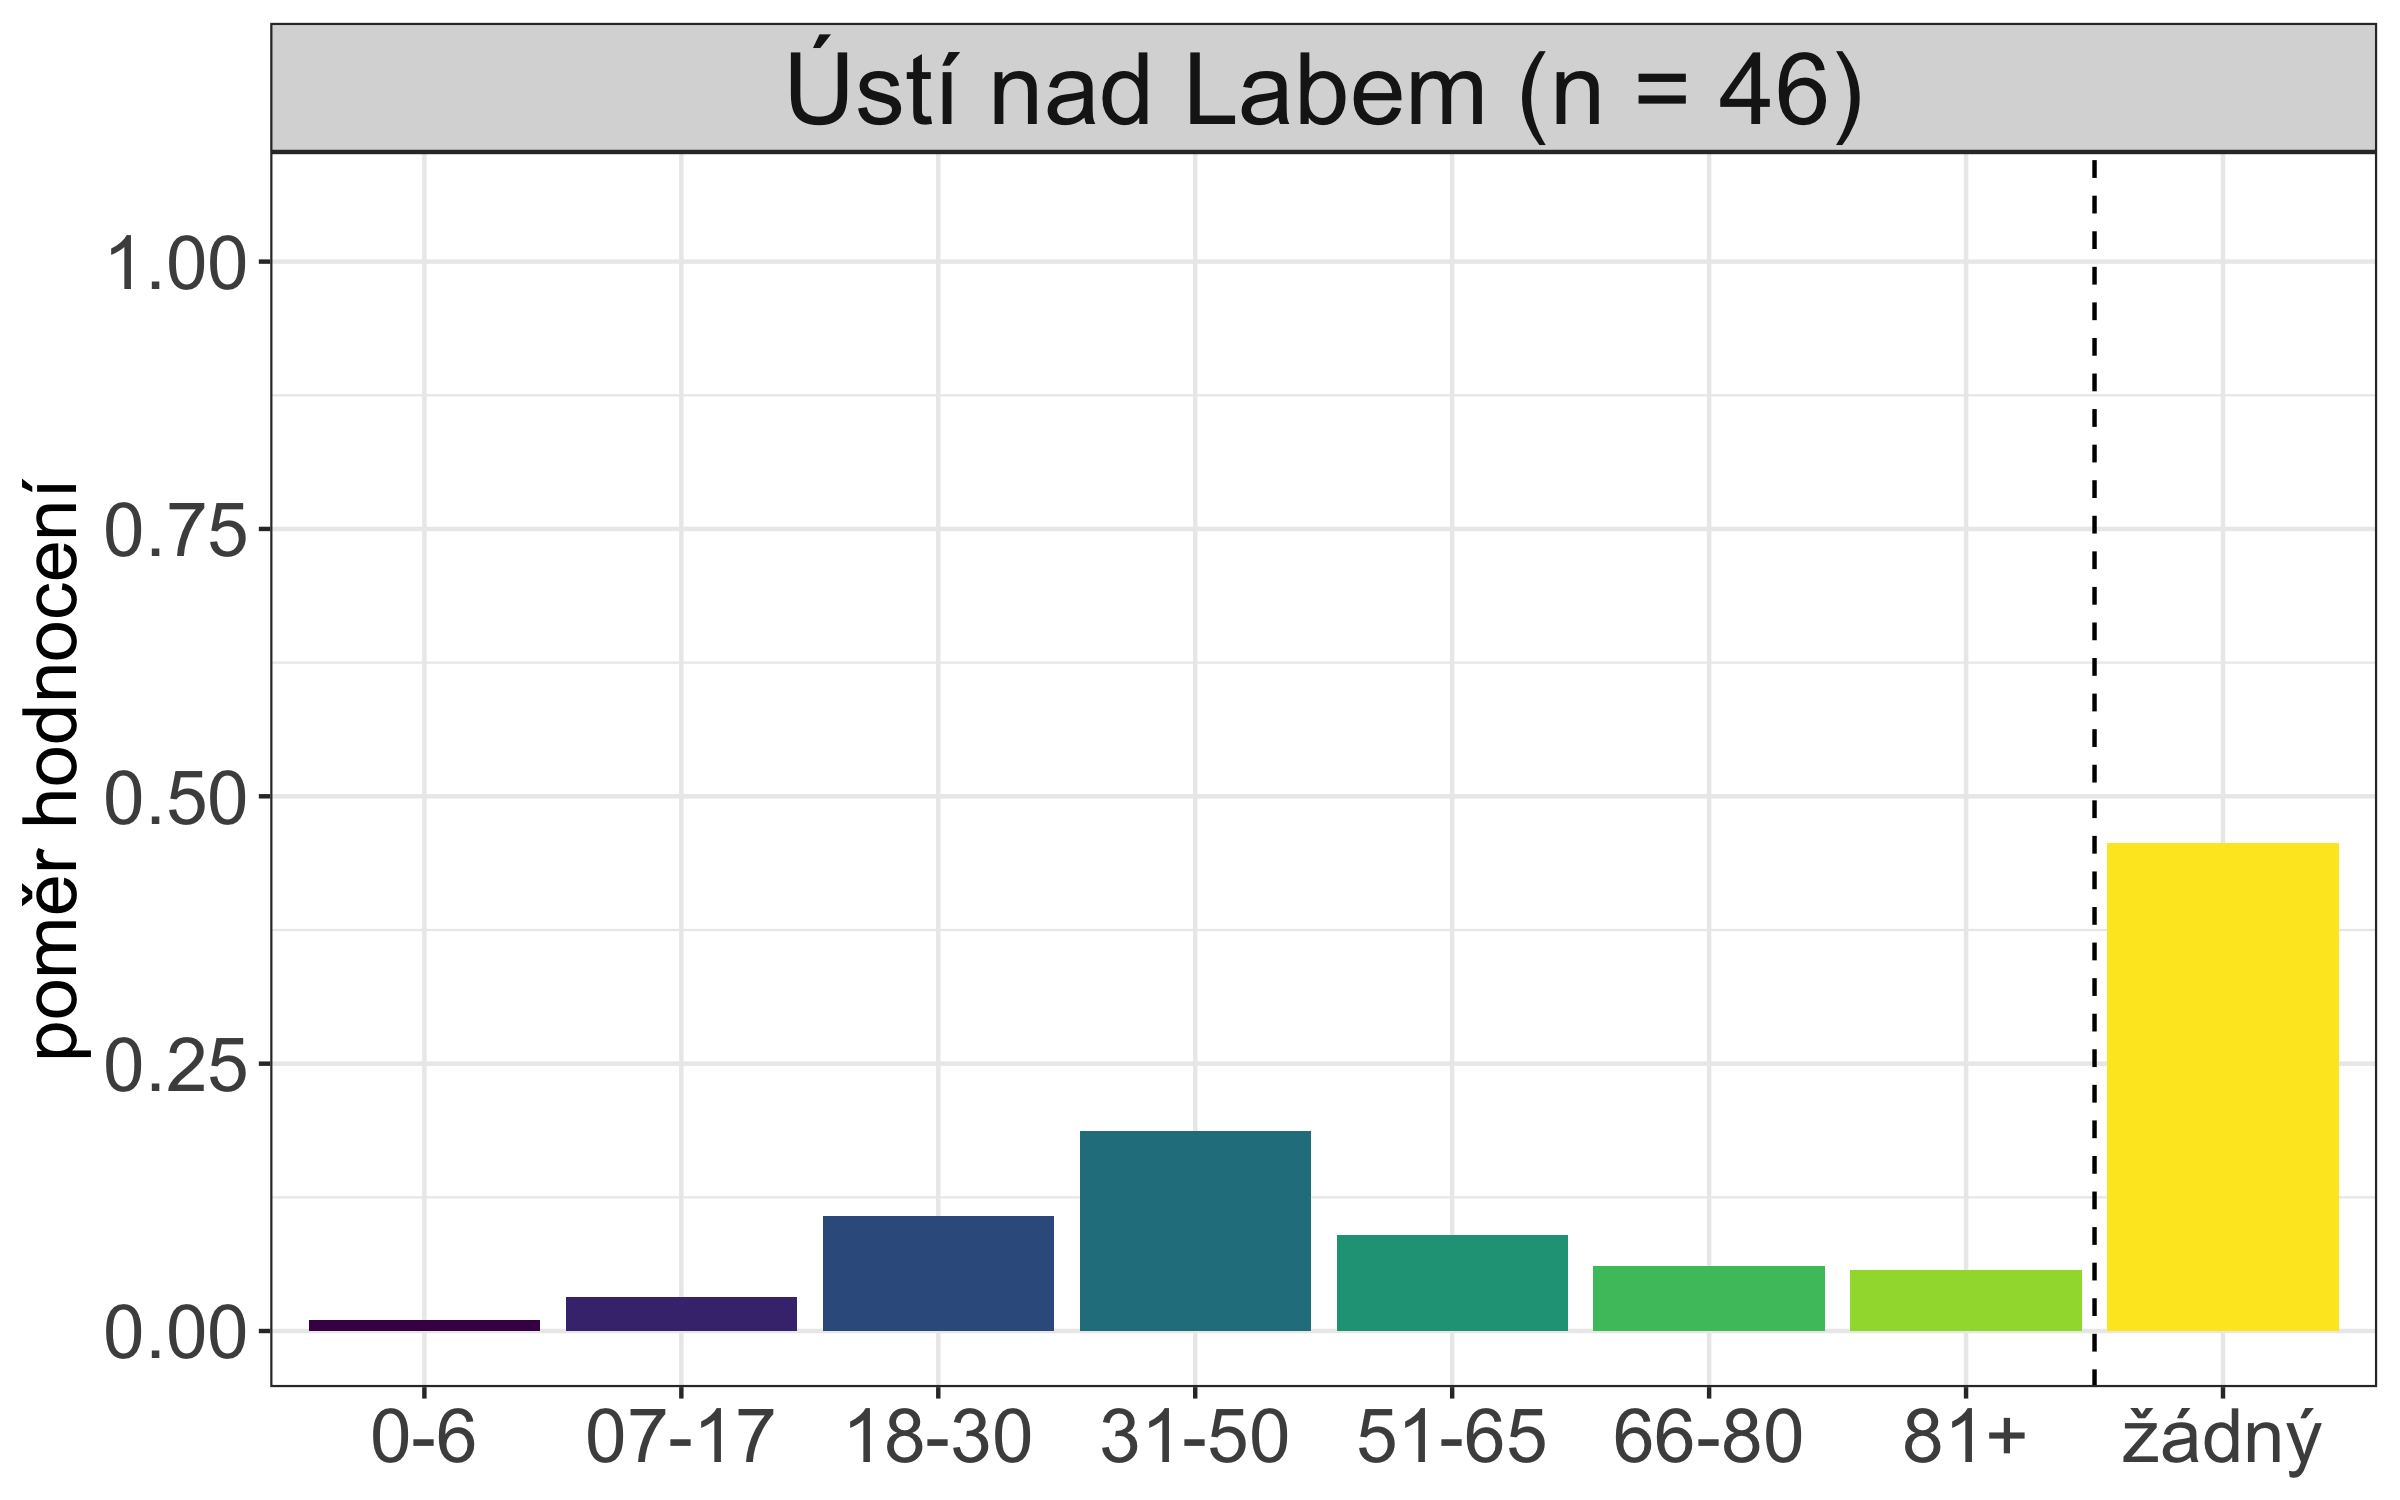 Ústí nad Labem (n = 46)
poměr hodnocení
1.00
0.75
0.50
0.25
0.00
0-6 07-17 18-30 31-50 51-65 66-80 81+ žádný